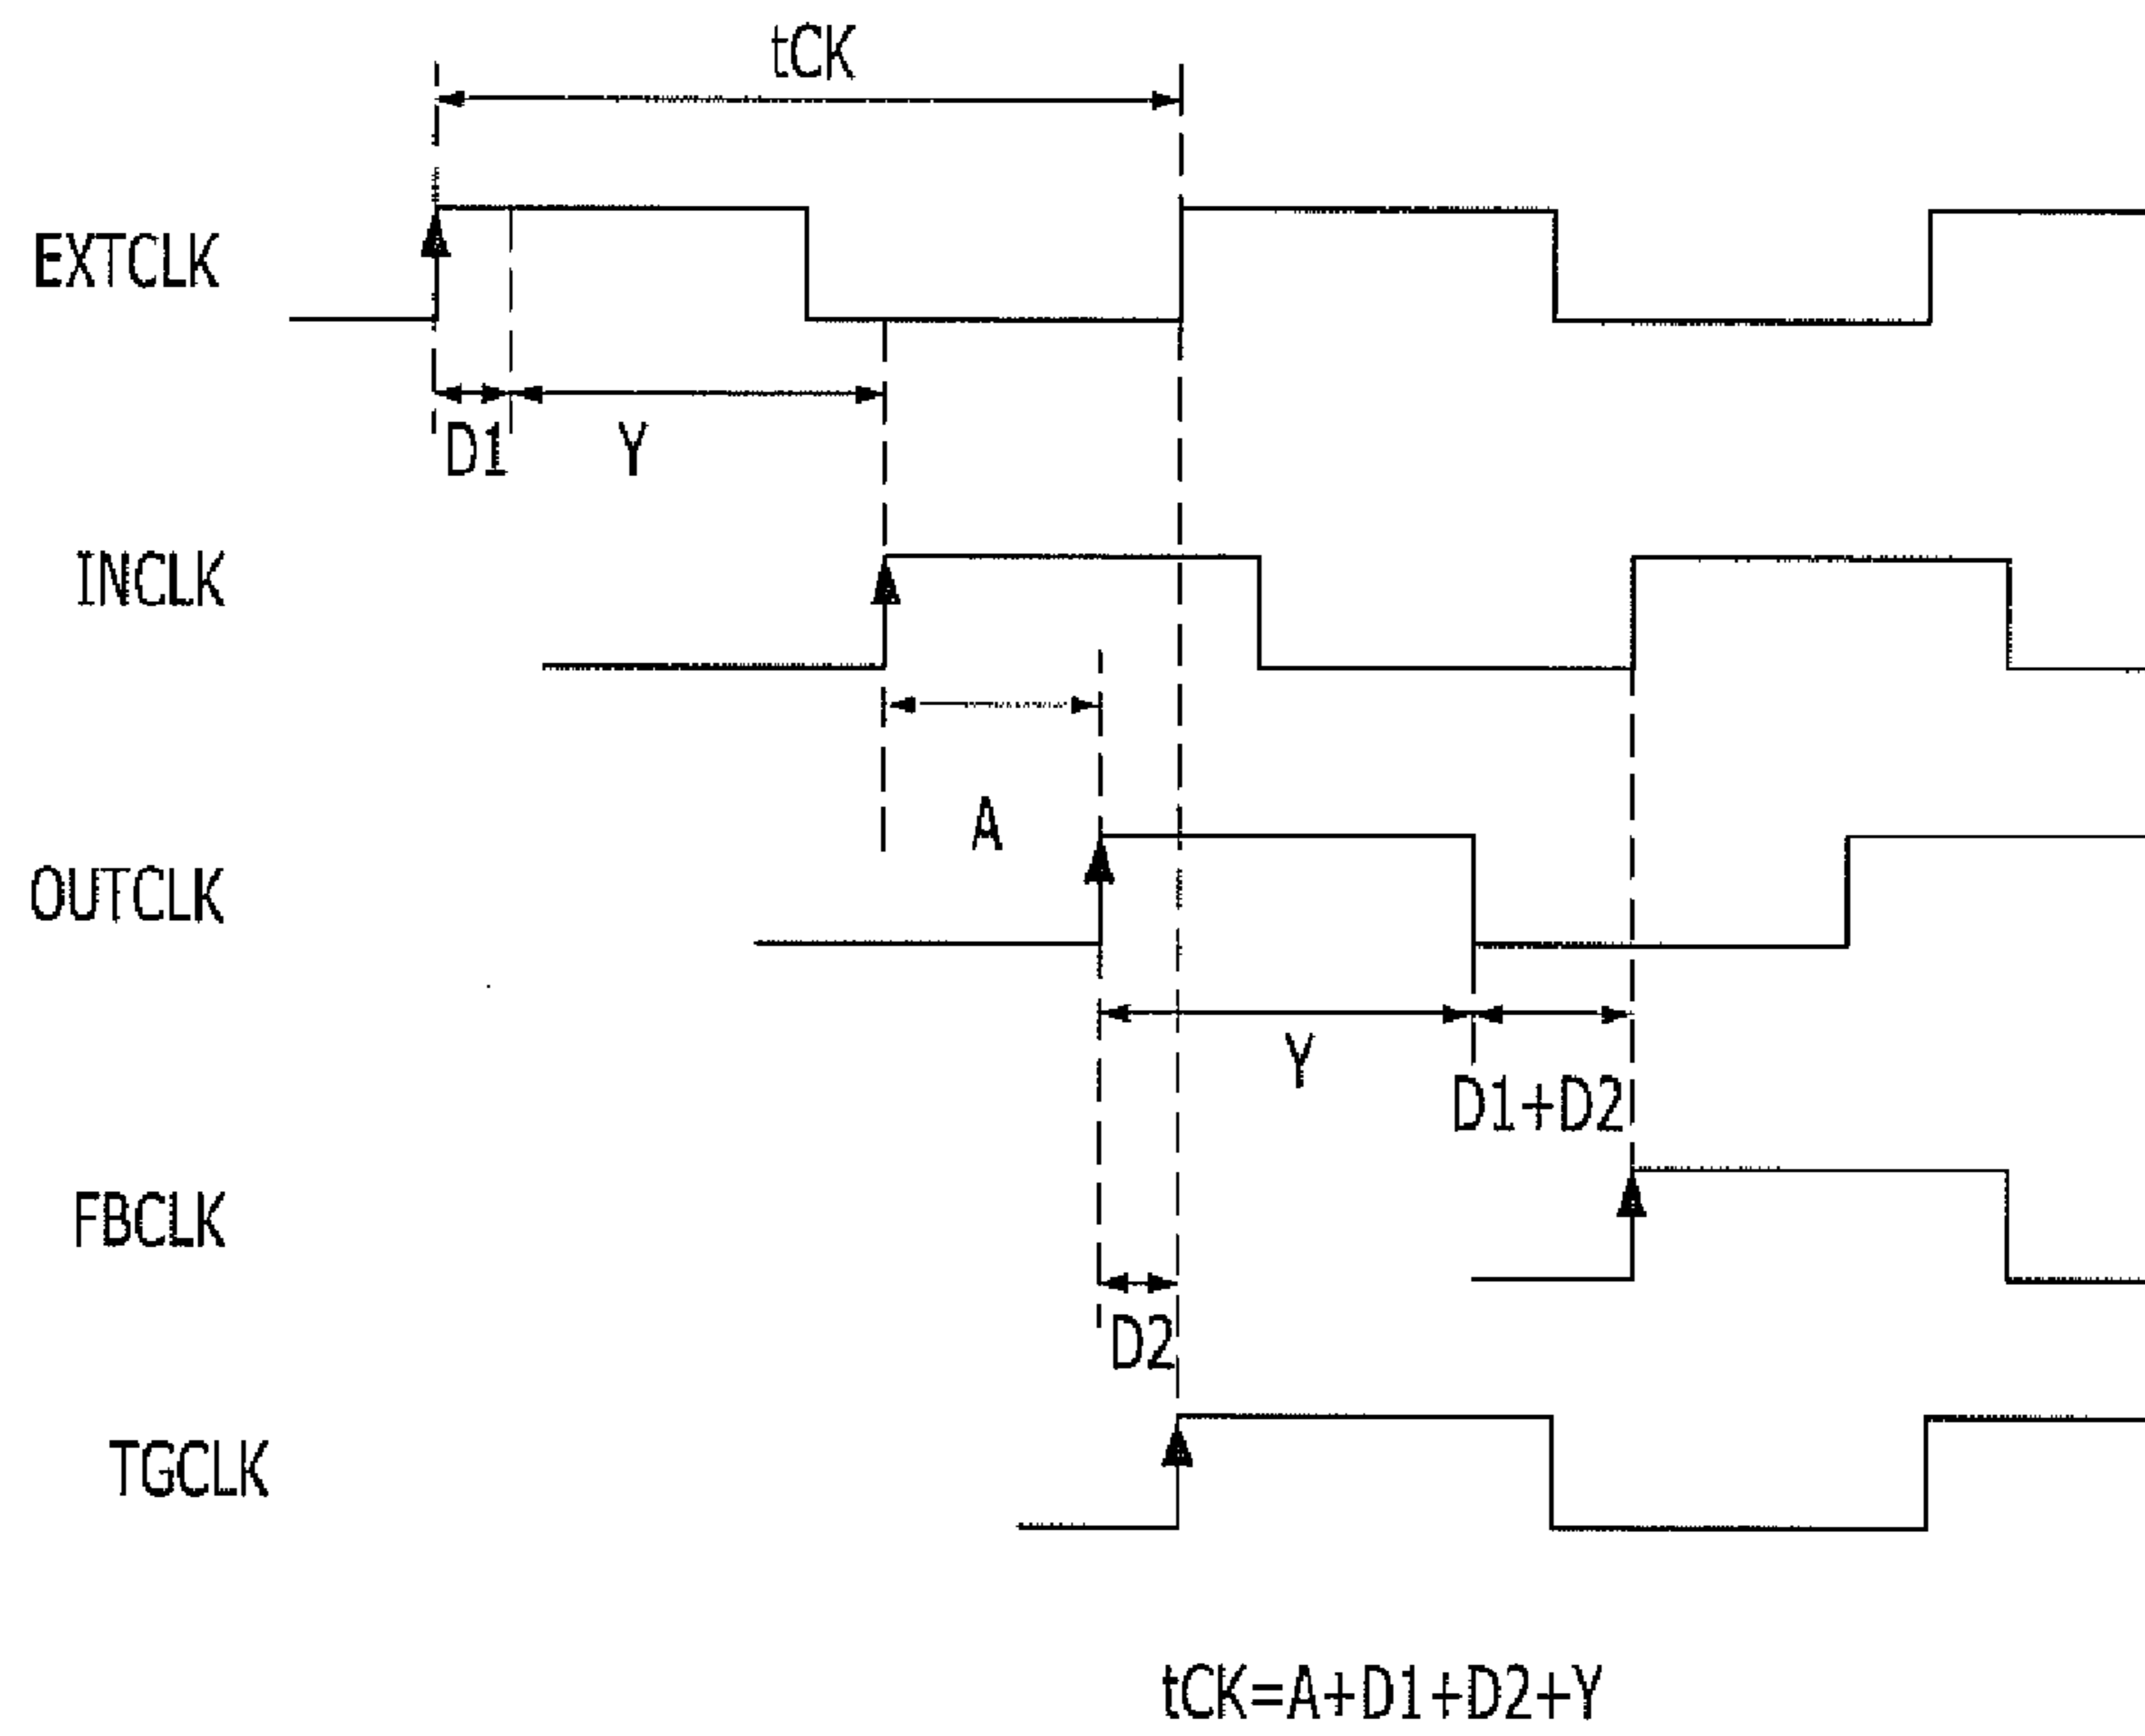 tCK
EXTCLK
D1 Y
INCLK
A
OUTCLK
Y
D1+D2
FBCLK
D2
TGCLK
tCK=A+D1+D2+Y